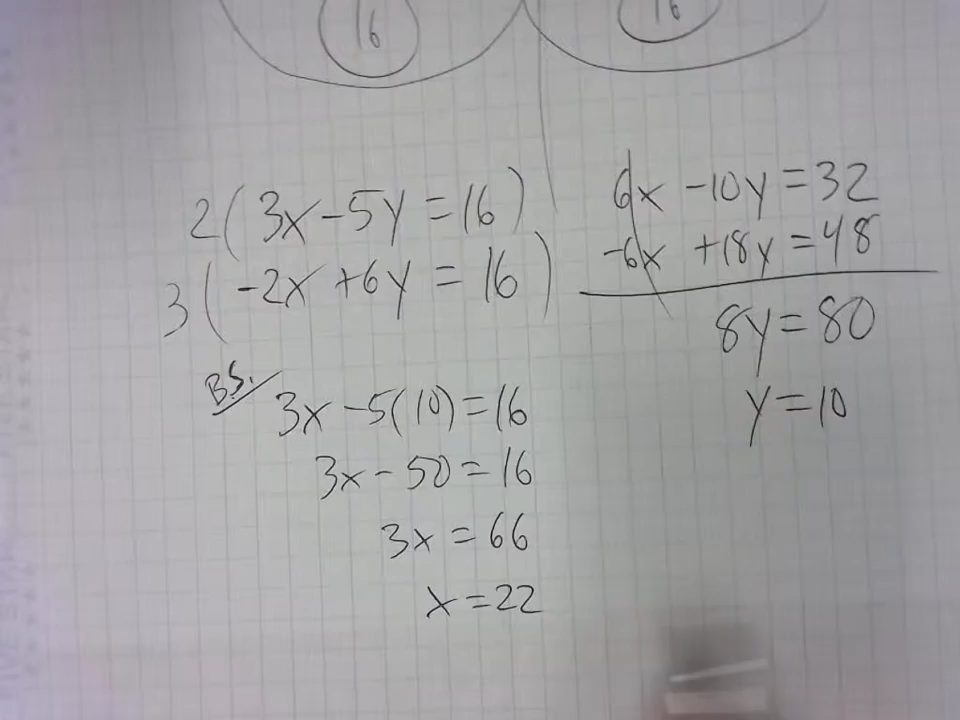 16 16
2(3x-5y=16)
3(-2x+6y=16)
6x -10y=32
-6x +18y=48
8y=80
y=10
B.S.
3x-5(10)=16
3x-50=16
3x=66
x=22